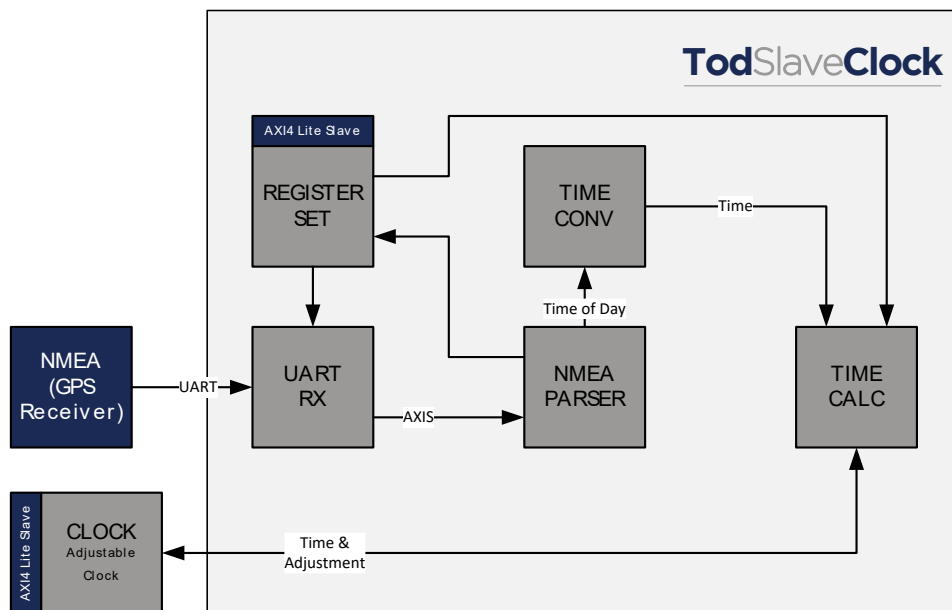 TodSlaveClock
AXI4 Lite Slave
REGISTER
SET
TIME
CONV
Time
Time of Day
NMEA
(GPS
Receiver)
UART
UART
RX
AXIS
NMEA
PARSER
TIME
CALC
AXI4 Lite Slave
CLOCK
Adjustable
Clock
Time &
Adjustment